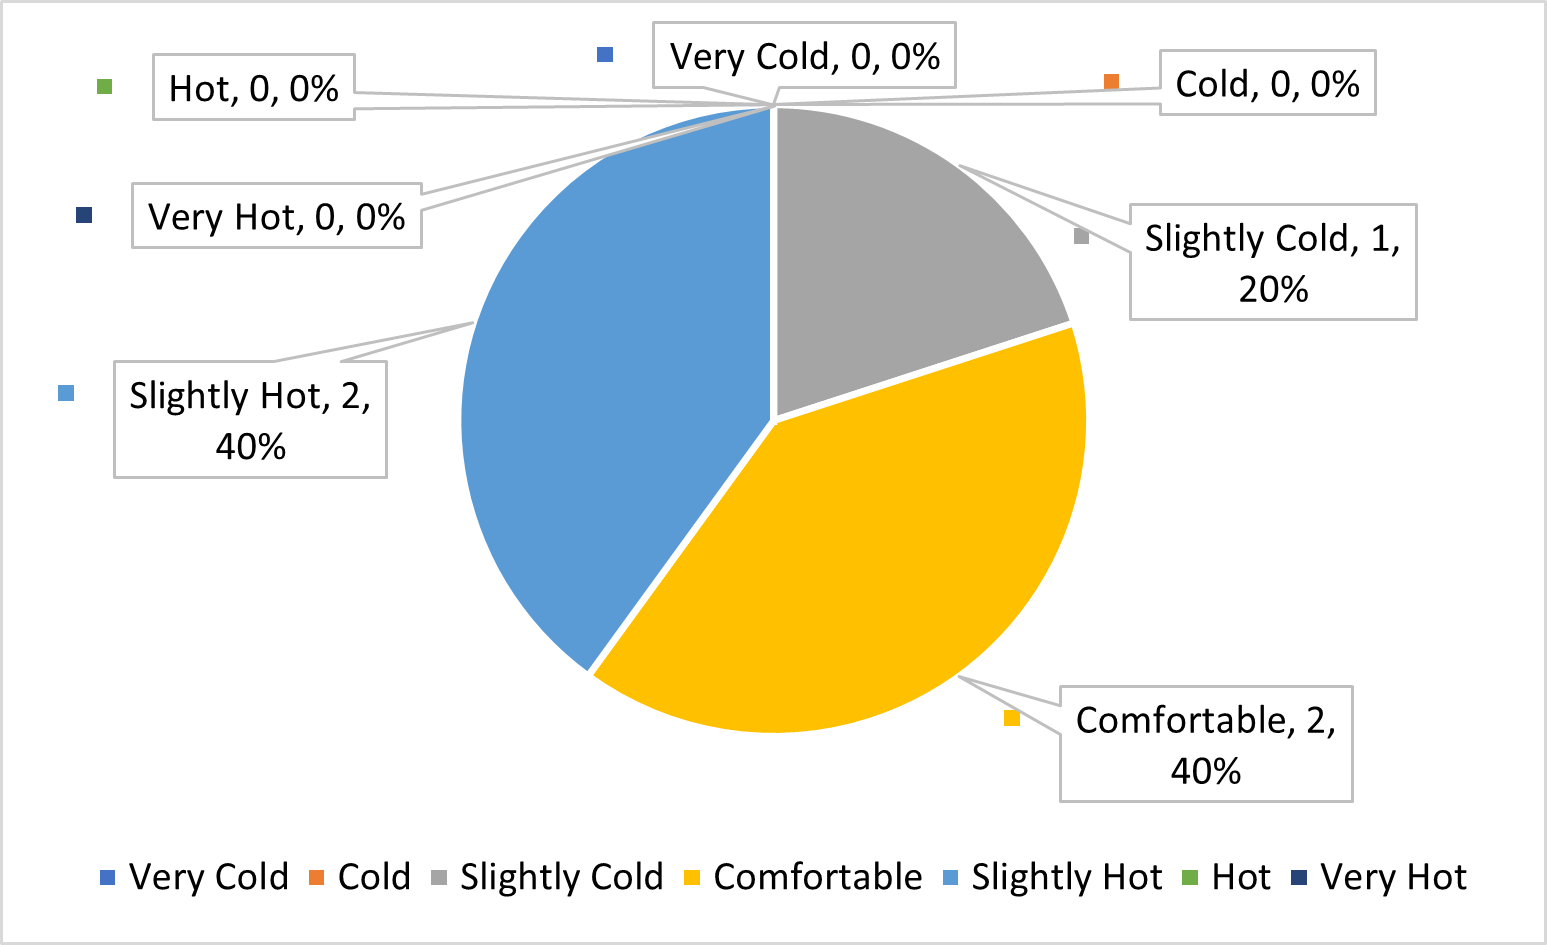 Very Cold, 0, 0%
Cold, 0, 0%
Hot, 0, 0%
Very Hot, 0, 0%
Slightly Cold, 1,
20%
Slightly Hot, 2,
40%
Comfortable, 2,
40%
Very Cold Cold Slightly Cold Comfortable Slightly Hot Hot Very Hot